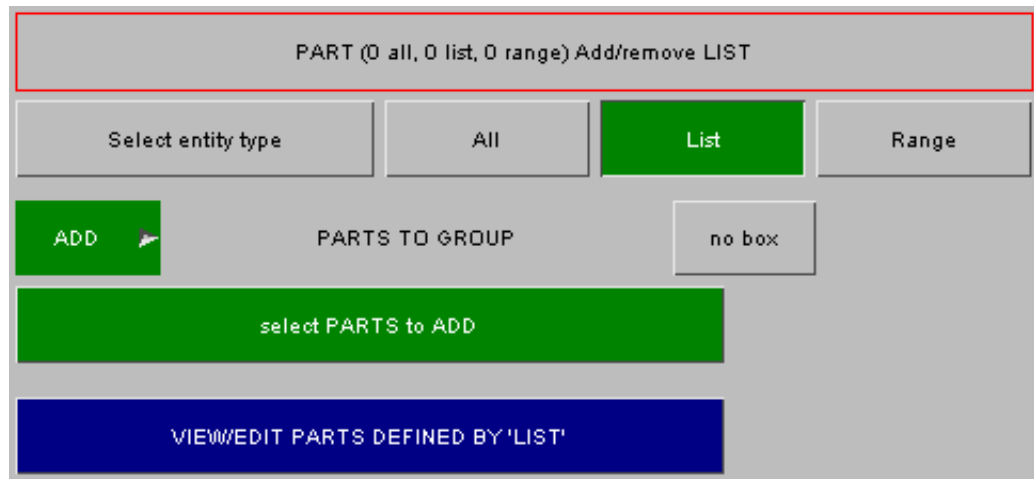 PART (0 all, 0 list, 0 range) Add/remove LIST
Select entity type All List Range
ADD PARTS TO GROUP no box
select PARTS to ADD
VIEW/EDIT PARTS DEFINED BY 'LIST'